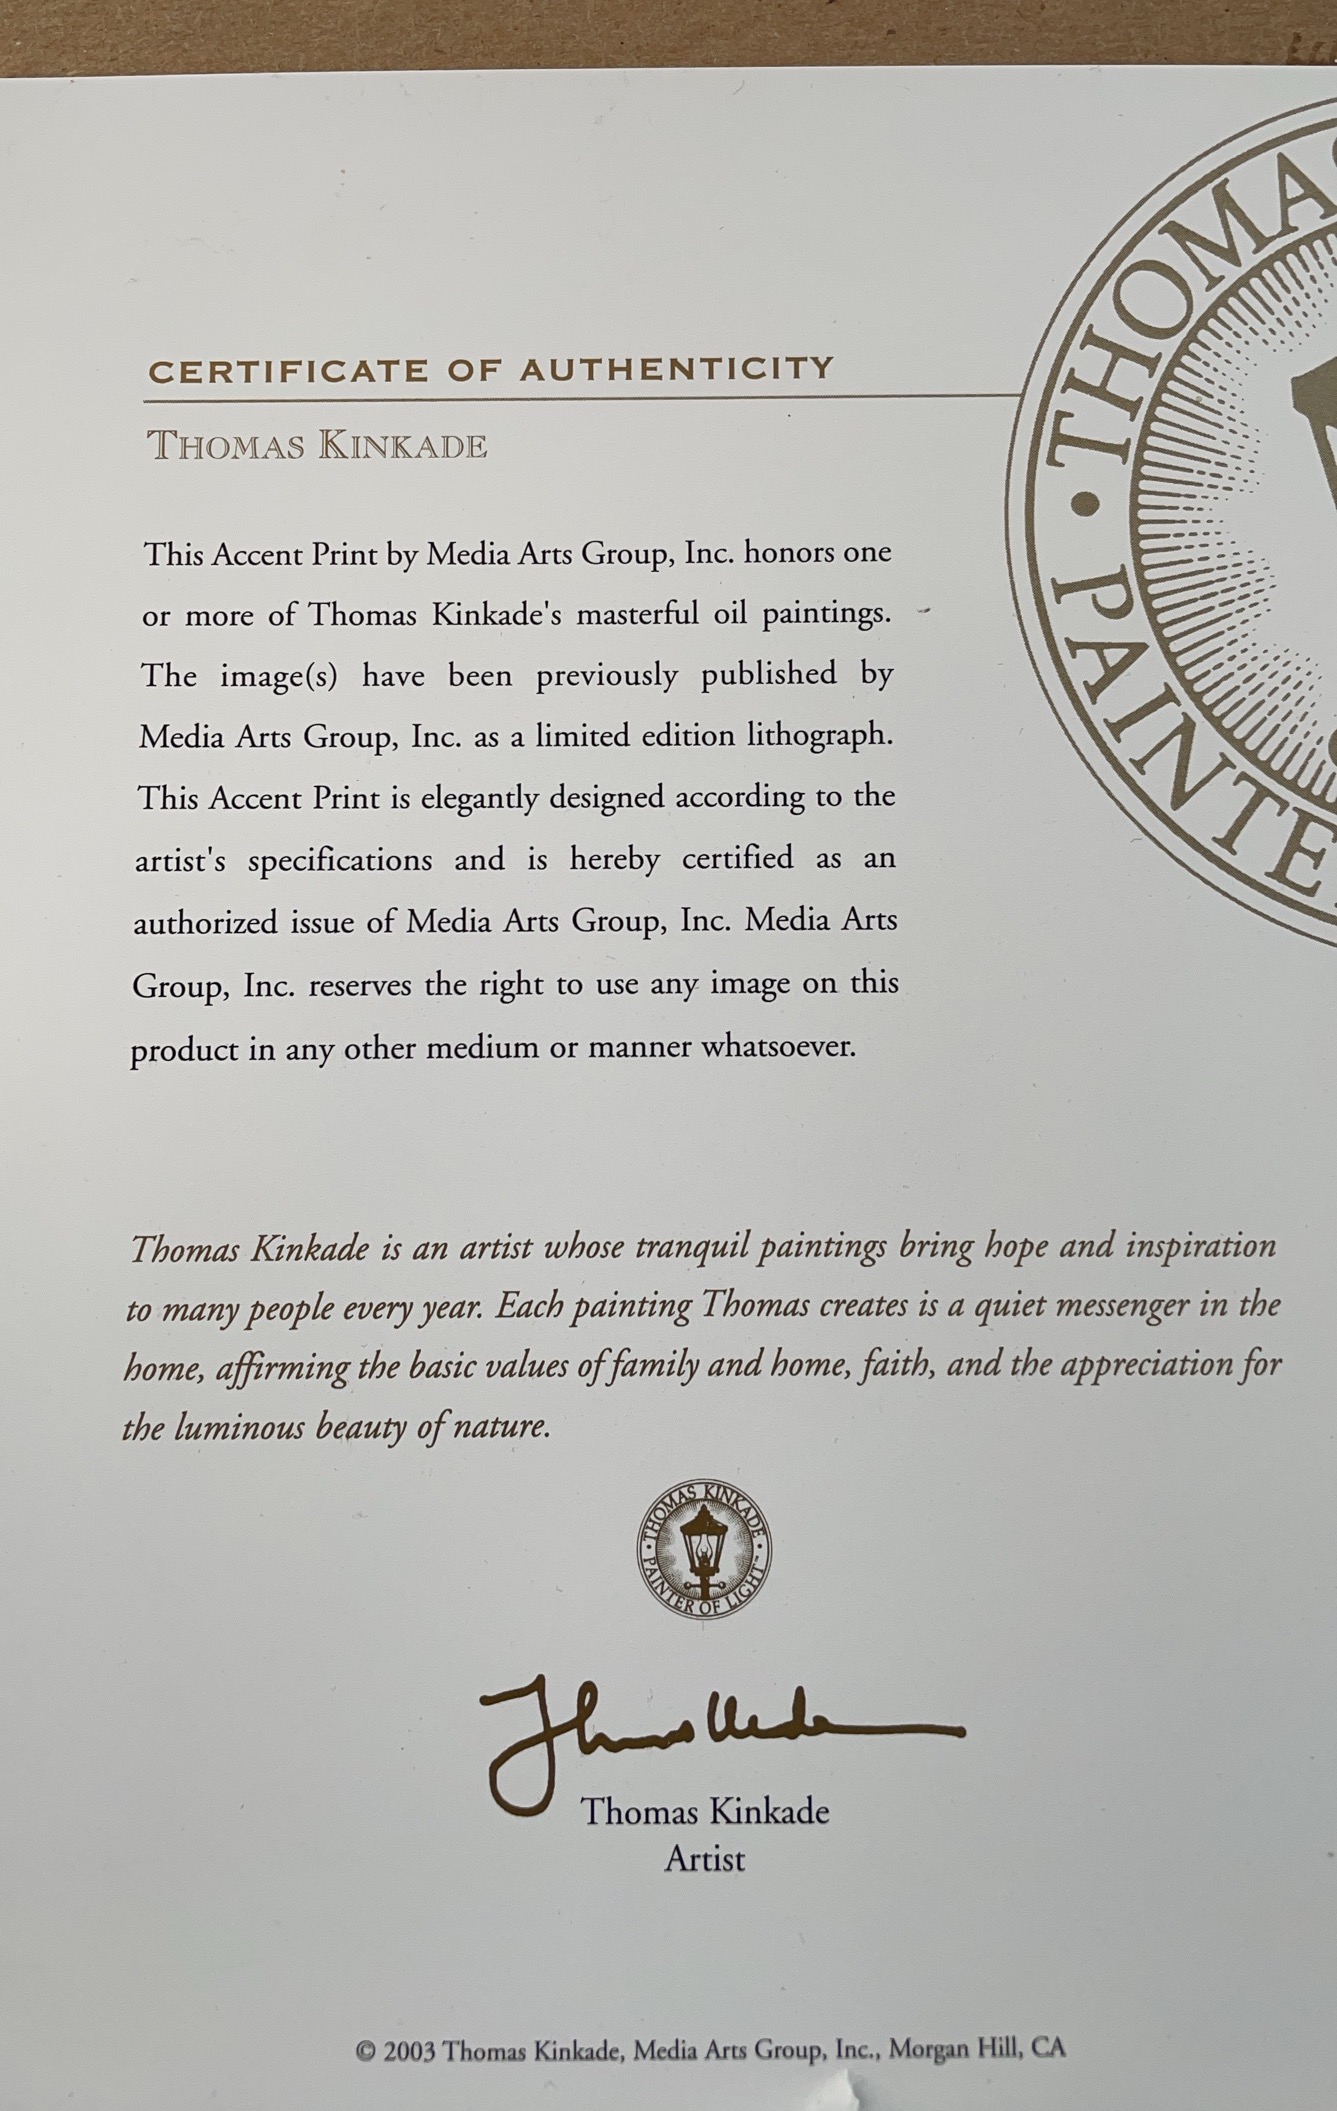 CERTIFICATE OF AUTHENTICITY
THOMAS KINKADE
This Accent Print by Media Arts Group, Inc. honors one
or more of Thomas Kinkade's masterful oil paintings.
The image(s) have been previously published by
Media Arts Group, Inc. as a limited edition lithograph.
This Accent Print is elegantly designed according to the
artist's specifications and is hereby certified as an
authorized issue of Media Arts Group, Inc. Media Arts
Group, Inc. reserves the right to use any image on this
product in any other medium or manner whatsoever.
THOMAS
PAINTE
Thomas Kinkade is an artist whose tranquil paintings bring hope and inspiration
to many people every year. Each painting Thomas creates is a quiet messenger in the
home, affirming the basic values of family and home, faith, and the appreciation for
the luminous beauty of nature.
THOMAS KINKADE
PAINTER OF LIGHT™
Thomas Kinkade
Artist
© 2003 Thomas Kinkade, Media Arts Group, Inc., Morgan Hill, CA